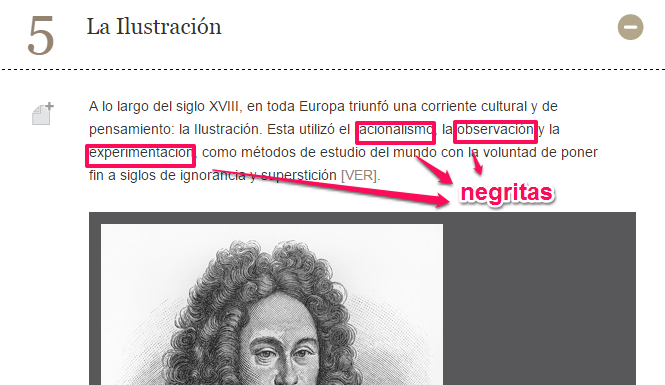 5 La Ilustración
A lo largo del siglo XVIII, en toda Europa triunfó una corriente cultural y de
pensamiento: la Ilustración. Esta utilizó el racionalismo, la observación y la
experimentación, como métodos de estudio del mundo con la voluntad de poner
fin a siglos de ignorancia y superstición [VER].
negritas